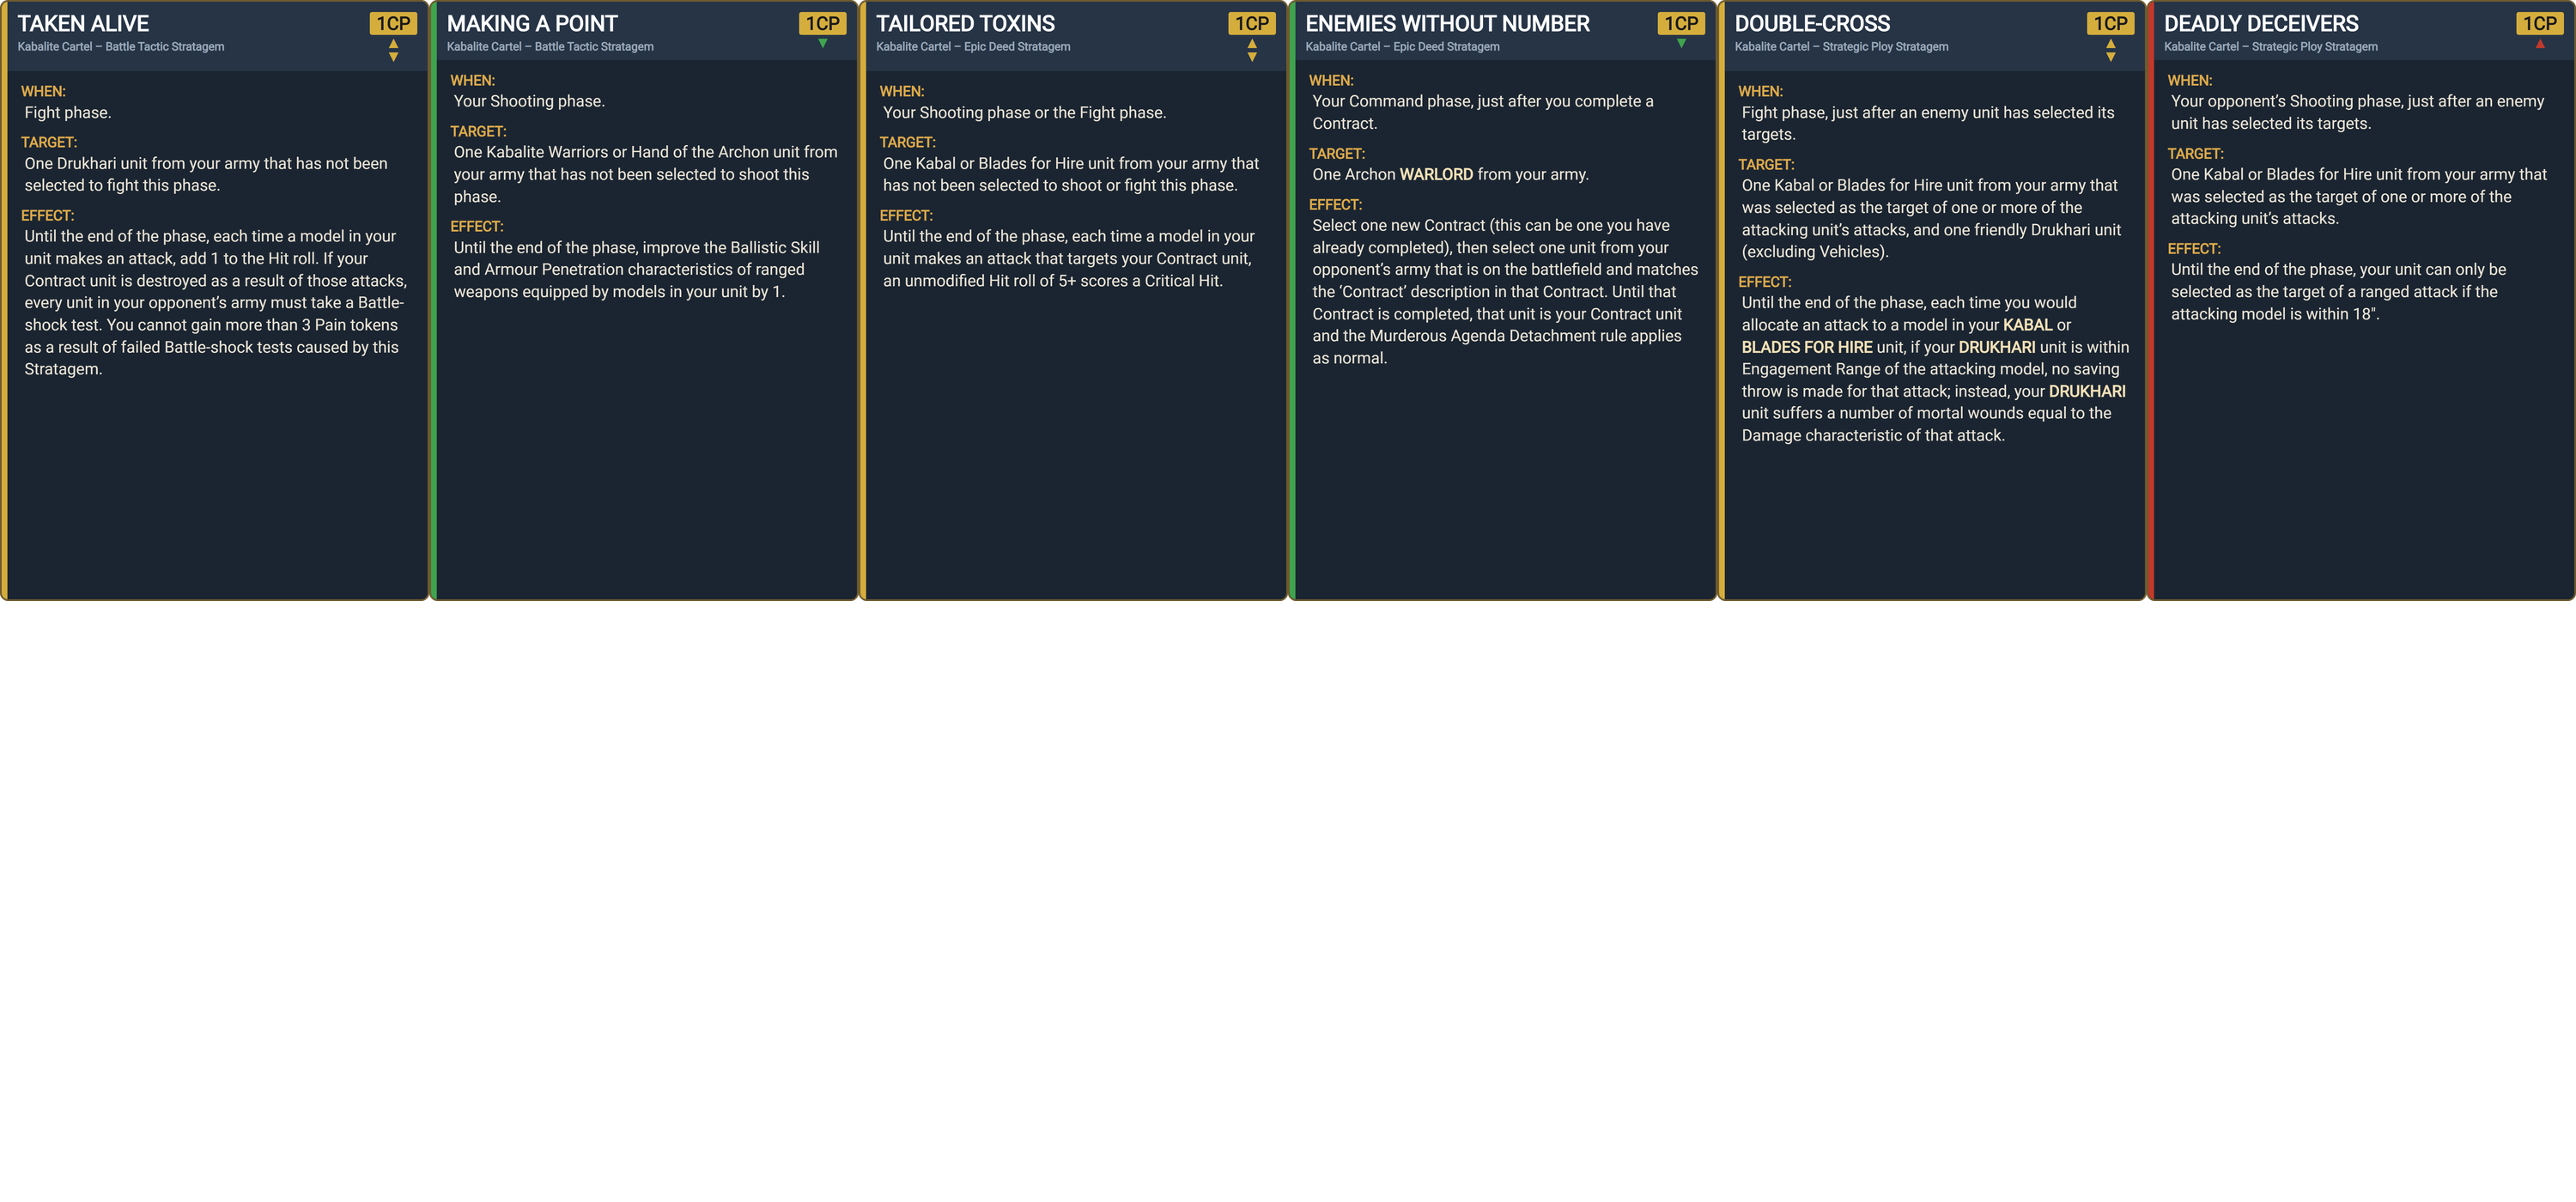 TAKEN ALIVE
1CP
Kabalite Cartel – Battle Tactic Stratagem
WHEN:
Fight phase.
TARGET:
One Drukhari unit from your army that has not been
selected to fight this phase.
EFFECT:
Until the end of the phase, each time a model in your
unit makes an attack, add 1 to the Hit roll. If your
Contract unit is destroyed as a result of those attacks,
every unit in your opponent’s army must take a Battle-
shock test. You cannot gain more than 3 Pain tokens
as a result of failed Battle-shock tests caused by this
Stratagem.
MAKING A POINT
1CP
Kabalite Cartel – Battle Tactic Stratagem
WHEN:
Your Shooting phase.
TARGET:
One Kabalite Warriors or Hand of the Archon unit from
your army that has not been selected to shoot this
phase.
EFFECT:
Until the end of the phase, improve the Ballistic Skill
and Armour Penetration characteristics of ranged
weapons equipped by models in your unit by 1.
TAILORED TOXINS
1CP
Kabalite Cartel – Epic Deed Stratagem
WHEN:
Your Shooting phase or the Fight phase.
TARGET:
One Kabal or Blades for Hire unit from your army that
has not been selected to shoot or fight this phase.
EFFECT:
Until the end of the phase, each time a model in your
unit makes an attack that targets your Contract unit,
an unmodified Hit roll of 5+ scores a Critical Hit.
ENEMIES WITHOUT NUMBER
1CP
Kabalite Cartel – Epic Deed Stratagem
WHEN:
Your Command phase, just after you complete a
Contract.
TARGET:
One Archon WARLORD from your army.
EFFECT:
Select one new Contract (this can be one you have
already completed), then select one unit from your
opponent’s army that is on the battlefield and matches
the ‘Contract’ description in that Contract. Until that
Contract is completed, that unit is your Contract unit
and the Murderous Agenda Detachment rule applies
as normal.
DOUBLE-CROSS
1CP
Kabalite Cartel – Strategic Ploy Stratagem
WHEN:
Fight phase, just after an enemy unit has selected its
targets.
TARGET:
One Kabal or Blades for Hire unit from your army that
was selected as the target of one or more of the
attacking unit’s attacks, and one friendly Drukhari unit
(excluding Vehicles).
EFFECT:
Until the end of the phase, each time you would
allocate an attack to a model in your KABAL or
BLADES FOR HIRE unit, if your DRUKHARI unit is within
Engagement Range of the attacking model, no saving
throw is made for that attack; instead, your DRUKHARI
unit suffers a number of mortal wounds equal to the
Damage characteristic of that attack.
DEADLY DECEIVERS
1CP
Kabalite Cartel – Strategic Ploy Stratagem
WHEN:
Your opponent’s Shooting phase, just after an enemy
unit has selected its targets.
TARGET:
One Kabal or Blades for Hire unit from your army that
was selected as the target of one or more of the
attacking unit’s attacks.
EFFECT:
Until the end of the phase, your unit can only be
selected as the target of a ranged attack if the
attacking model is within 18".